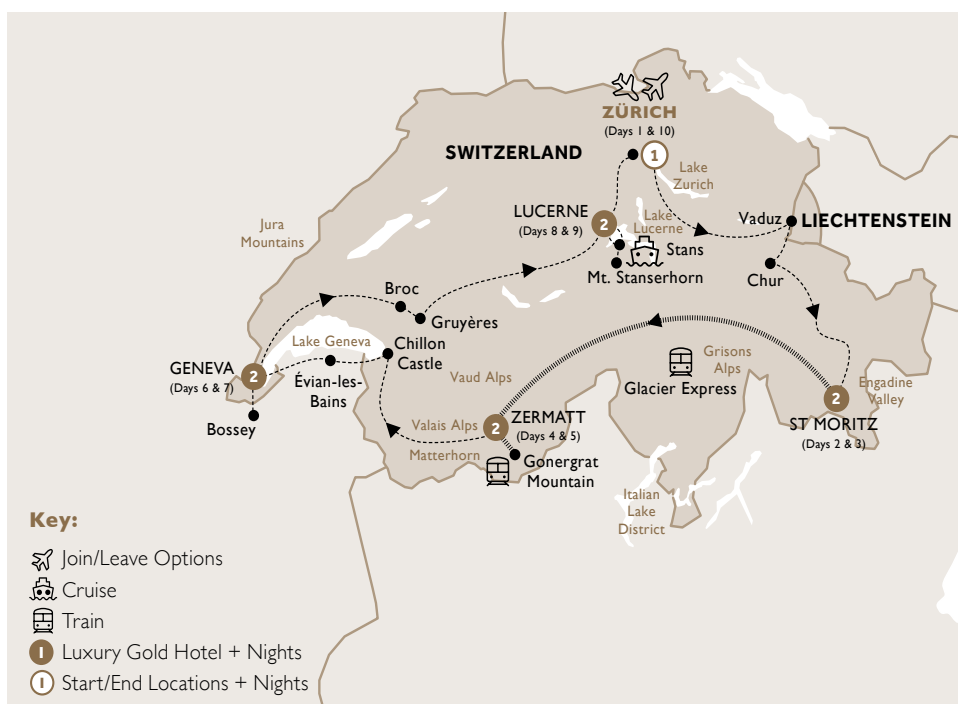 ZÜRICH
(Days 1 & 10)
1
SWITZERLAND
Lake
Zurich
LUCERNE
(Days 8 & 9)
2
Lake
Lucerne
Stans
Mt. Stanserhorn
Vaduz
LIECHTENSTEIN
Chur
Jura
Mountains
Broc
Gruyères
Lake Geneva
Chillon
Castle
GENEVA
(Days 6 & 7)
2
Évian-les-
Bains
Bossey
Vaud Alps
Grisons
Alps
Glacier Express
Engadine
Valley
2
ST MORITZ
(Days 2 & 3)
Valais Alps
2
ZERMATT
(Days 4 & 5)
Matterhorn
Gonergrat
Mountain
Italian
Lake
District
Key:
Join/Leave Options
Cruise
Train
1 Luxury Gold Hotel + Nights
1 Start/End Locations + Nights